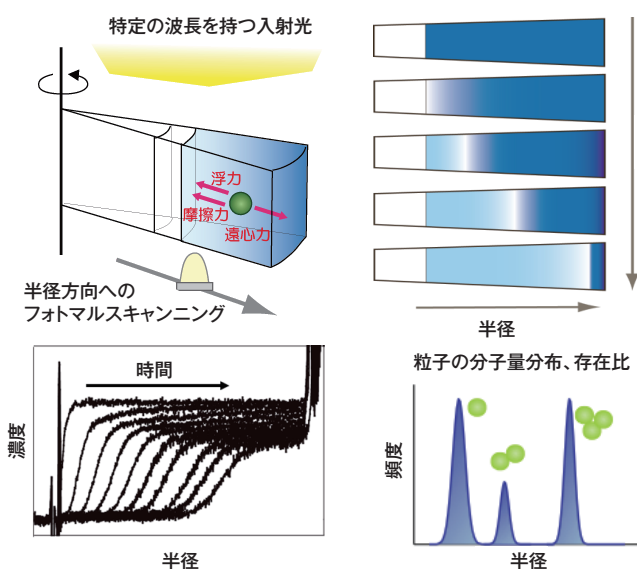 特定の波長を持つ入射光
浮力
摩擦力
遠心力
半径方向への
フォトマルスキャンニング
半径
時間
濃度
半径
粒子の分子量分布、存在比
頻度
半径